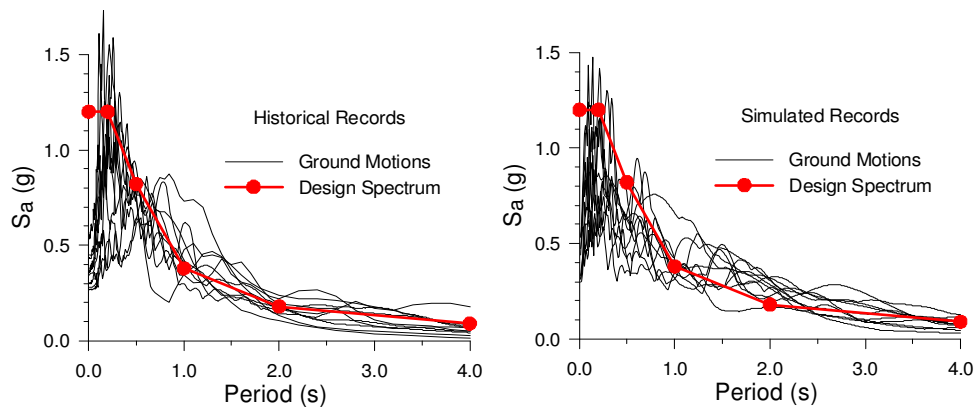 1.5
1.0
0.5
0.0
Sa (g)
Historical Records
Ground Motions
Design Spectrum
0.0 1.0 2.0 3.0 4.0
Period (s)
1.5
1.0
0.5
0.0
Sa (g)
Simulated Records
Ground Motions
Design Spectrum
0.0 1.0 2.0 3.0 4.0
Period (s)